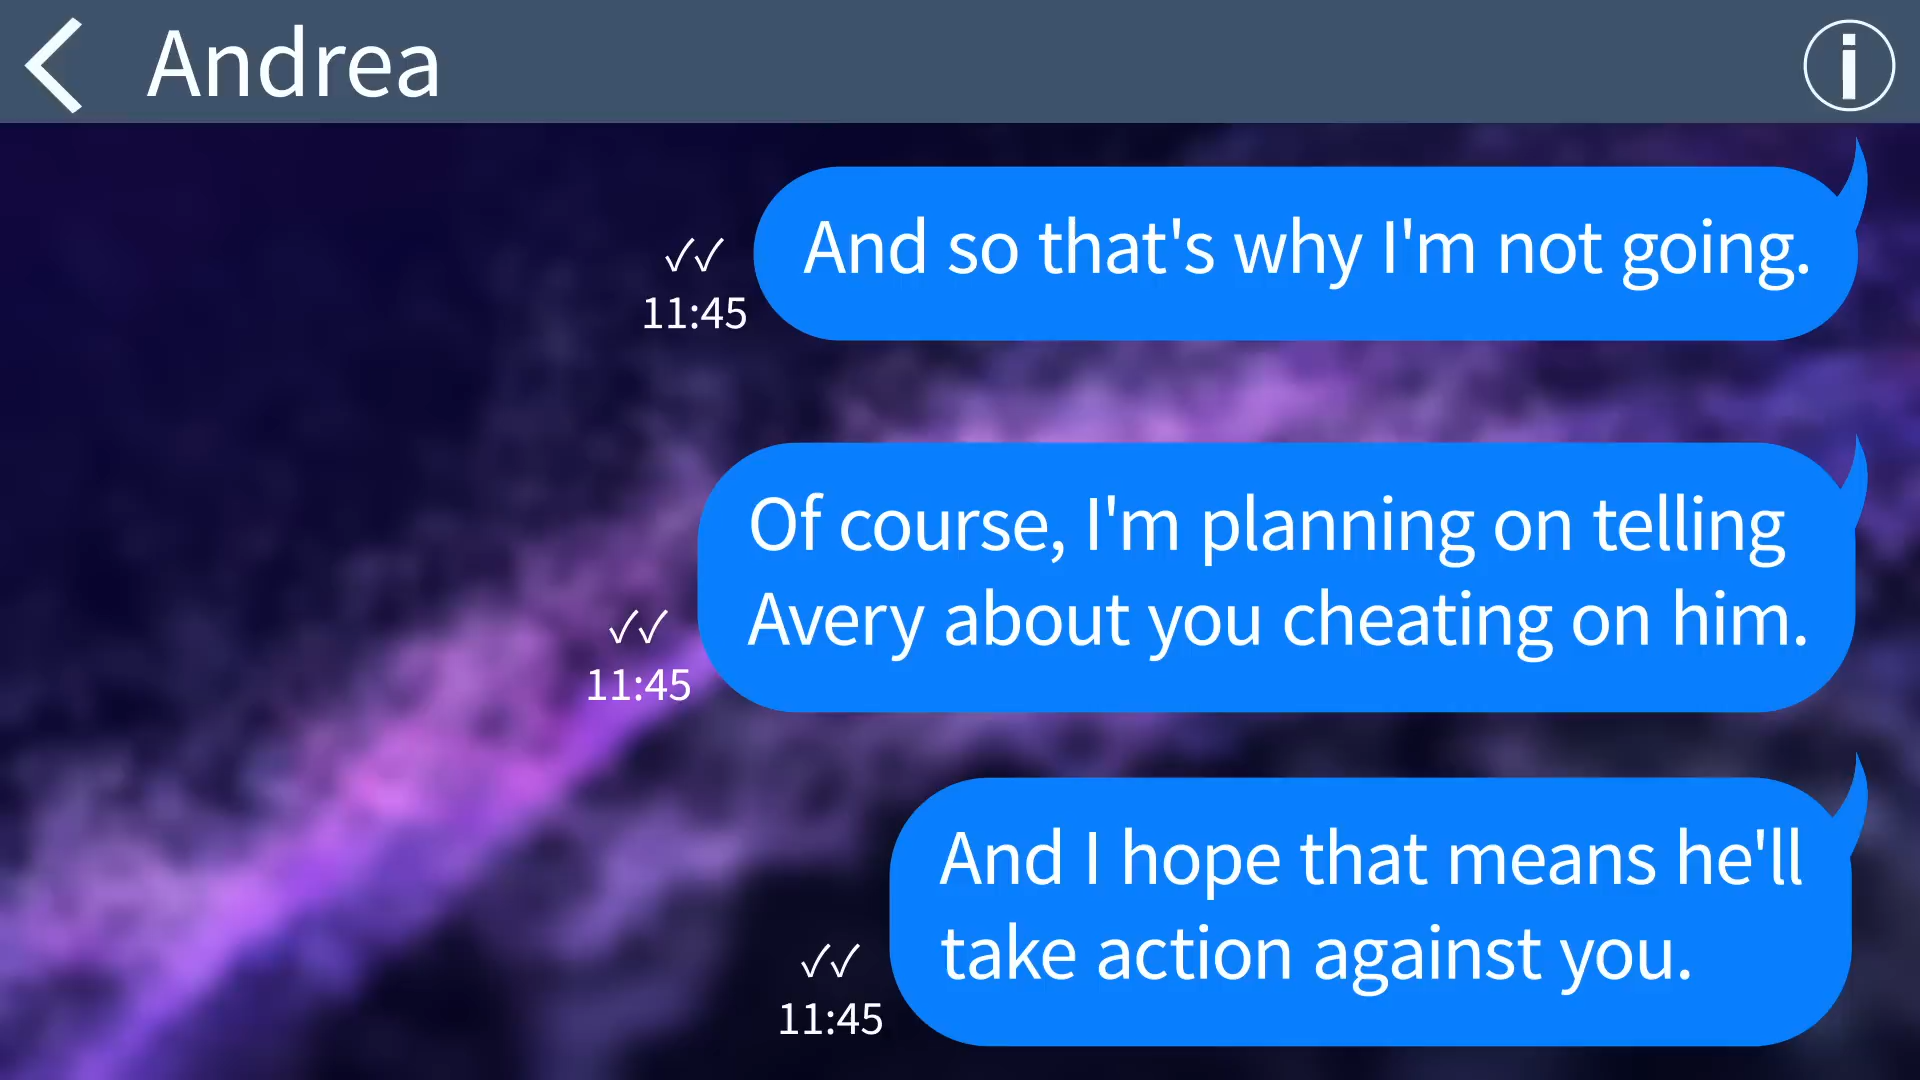 Andrea
And so that's why I'm not going.
✓✓
11:45
Of course, I'm planning on telling
Avery about you cheating on him.
✓✓
11:45
And I hope that means he'll
take action against you.
✓✓
11:45